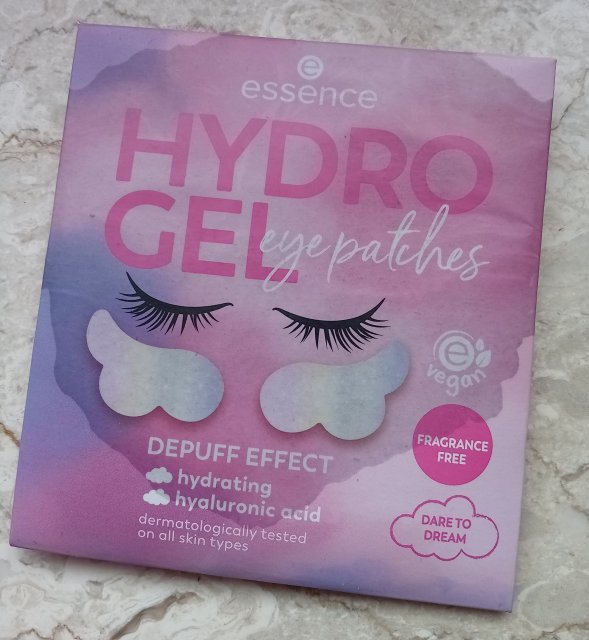 e
essence
HYDRO
GEL
eye patches
e
vegan
FRAGRANCE
FREE
DEPUFF EFFECT
hydrating
hyaluronic acid
dermatologically tested
on all skin types
DARE TO
DREAM